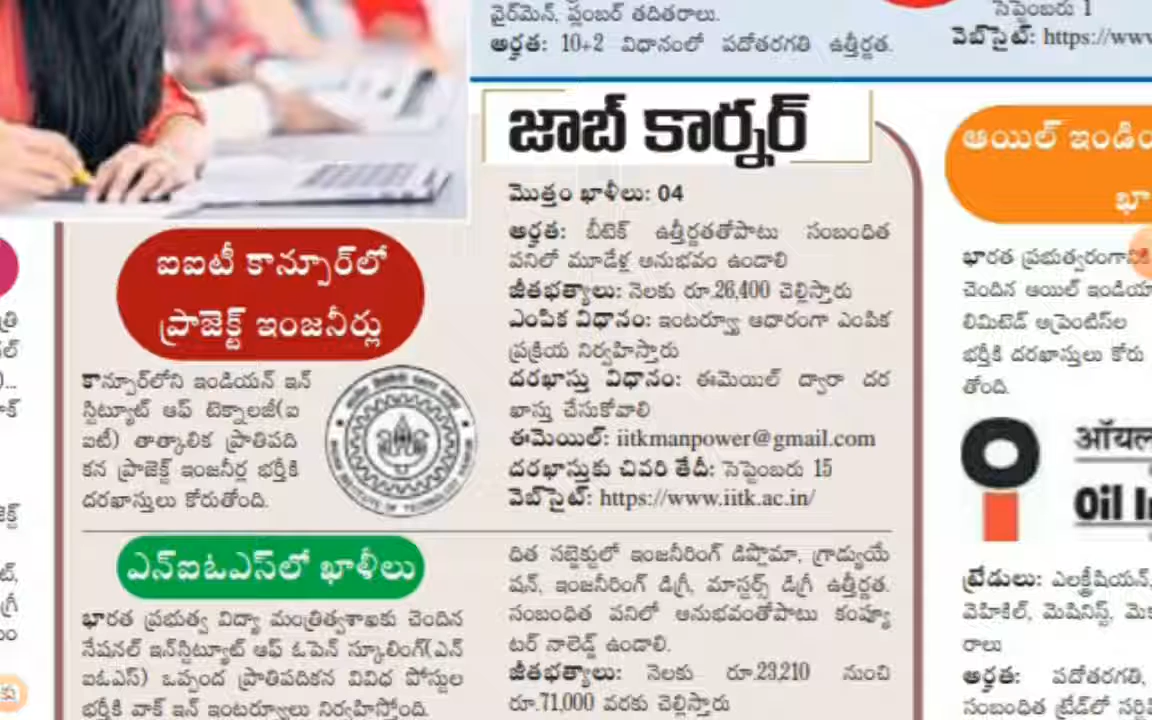 వైర్‌మెన్, ప్లంబర్ తదితరాలు.
అర్హత: 10+2 విధానంలో పదోతరగతి ఉత్తీర్ణత.
సెప్టెంబరు 1
వెబ్‌సైట్: https://www
జాబ్ కార్నర్
ఐఐటీ కాన్పూర్‌లో
ప్రాజెక్ట్ ఇంజనీర్లు
కాన్పూర్‌లోని ఇండియన్ ఇన్
స్టిట్యూట్ ఆఫ్ టెక్నాలజీ(ఐ
ఐటీ) తాత్కాలిక ప్రాతిపది
కన ప్రాజెక్ట్ ఇంజనీర్ల భర్తీకి
దరఖాస్తులు కోరుతోంది.
మొత్తం ఖాళీలు: 04
అర్హత: బీటెక్ ఉత్తీర్ణతతోపాటు సంబంధిత
పనిలో మూడేళ్ల అనుభవం ఉండాలి
జీతభత్యాలు: నెలకు రూ.26,400 చెల్లిస్తారు
ఎంపిక విధానం: ఇంటర్వ్యూ ఆధారంగా ఎంపిక
ప్రక్రియ నిర్వహిస్తారు
దరఖాస్తు విధానం: ఈమెయిల్ ద్వారా దర
ఖాస్తు చేసుకోవాలి
ఈమెయిల్: iitkmanpower@gmail.com
దరఖాస్తుకు చివరి తేదీ: సెప్టెంబరు 15
వెబ్‌సైట్: https://www.iitk.ac.in/
ఎన్ఐఓఎస్‌లో ఖాళీలు
భారత ప్రభుత్వ విద్యా మంత్రిత్వశాఖకు చెందిన
నేషనల్ ఇన్‌స్టిట్యూట్ ఆఫ్ ఓపెన్ స్కూలింగ్(ఎన్
ఐఓఎస్) ఒప్పంద ప్రాతిపదికన వివిధ పోస్టుల
భర్తీకి వాక్ ఇన్ ఇంటర్వ్యూలు నిర్వహిస్తోంది.
ధిత సబ్జెక్టులో ఇంజనీరింగ్ డిప్లొమా, గ్రాడ్యుయే
షన్, ఇంజనీరింగ్ డిగ్రీ, మాస్టర్స్ డిగ్రీ ఉత్తీర్ణత.
సంబంధిత పనిలో అనుభవంతోపాటు కంప్యూ
టర్ నాలెడ్జ్ ఉండాలి.
జీతభత్యాలు: నెలకు రూ.23,210 నుంచి
రూ.71,000 వరకు చెల్లిస్తారు
ఆయిల్ ఇండియ
ఖా
భారత ప్రభుత్వరంగానికి
చెందిన ఆయిల్ ఇండియా
లిమిటెడ్ అప్రెంటిస్‌ల
భర్తీకి దరఖాస్తులు కోరు
తోంది.
ऑयल
Oil I
ట్రేడులు: ఎలక్ట్రీషియన్,
వెహికిల్, మెషినిస్ట్, మెక
రాలు
అర్హత: పదోతరగతి,
సంబంధిత ట్రేడ్‌లో సర్టిఫి